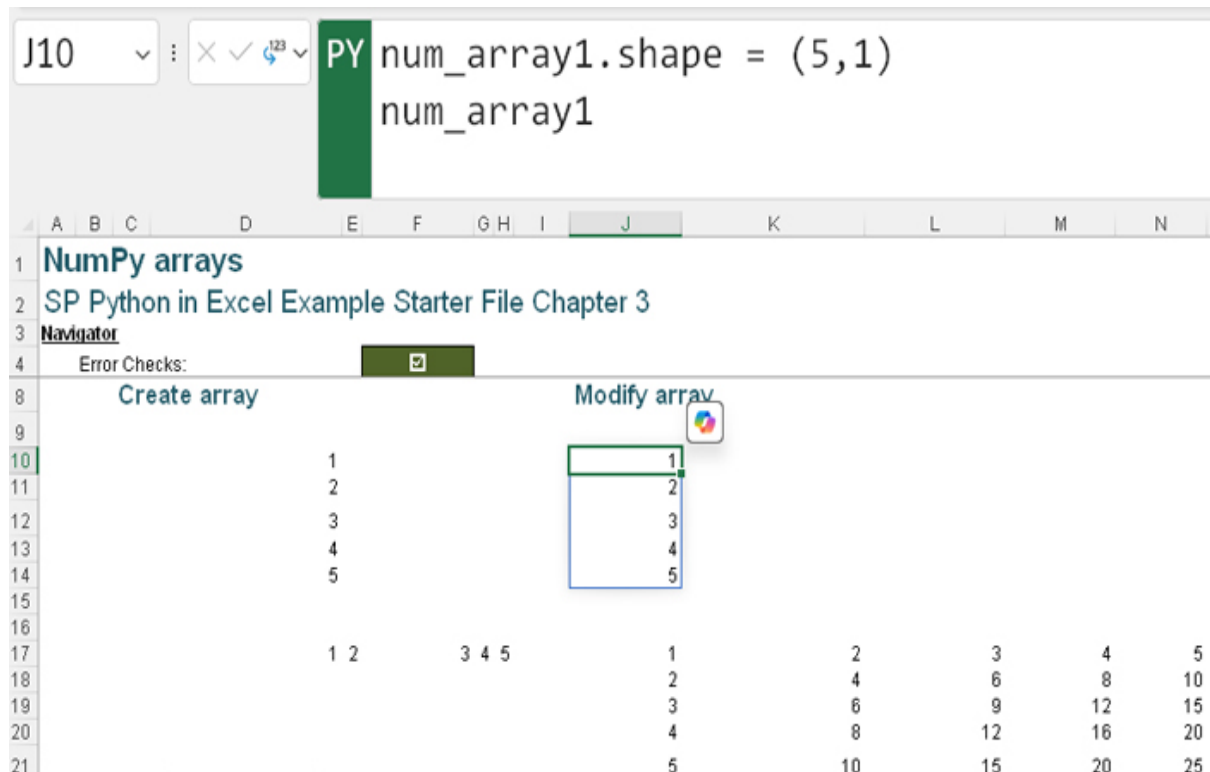 J10
123
PY num_array1.shape = (5,1)
num_array1
A B C D E F G H I J K L M N
1 NumPy arrays
2 SP Python in Excel Example Starter File Chapter 3
3 Navigator
4 Error Checks:
8 Create array Modify array
9
10 1 1
11 2 2
12 3 3
13 4 4
14 5 5
15
16
17 1 2 3 4 5 1 2 3 4 5
18 2 4 6 8 10
19 3 6 9 12 15
20 4 8 12 16 20
21 5 10 15 20 25